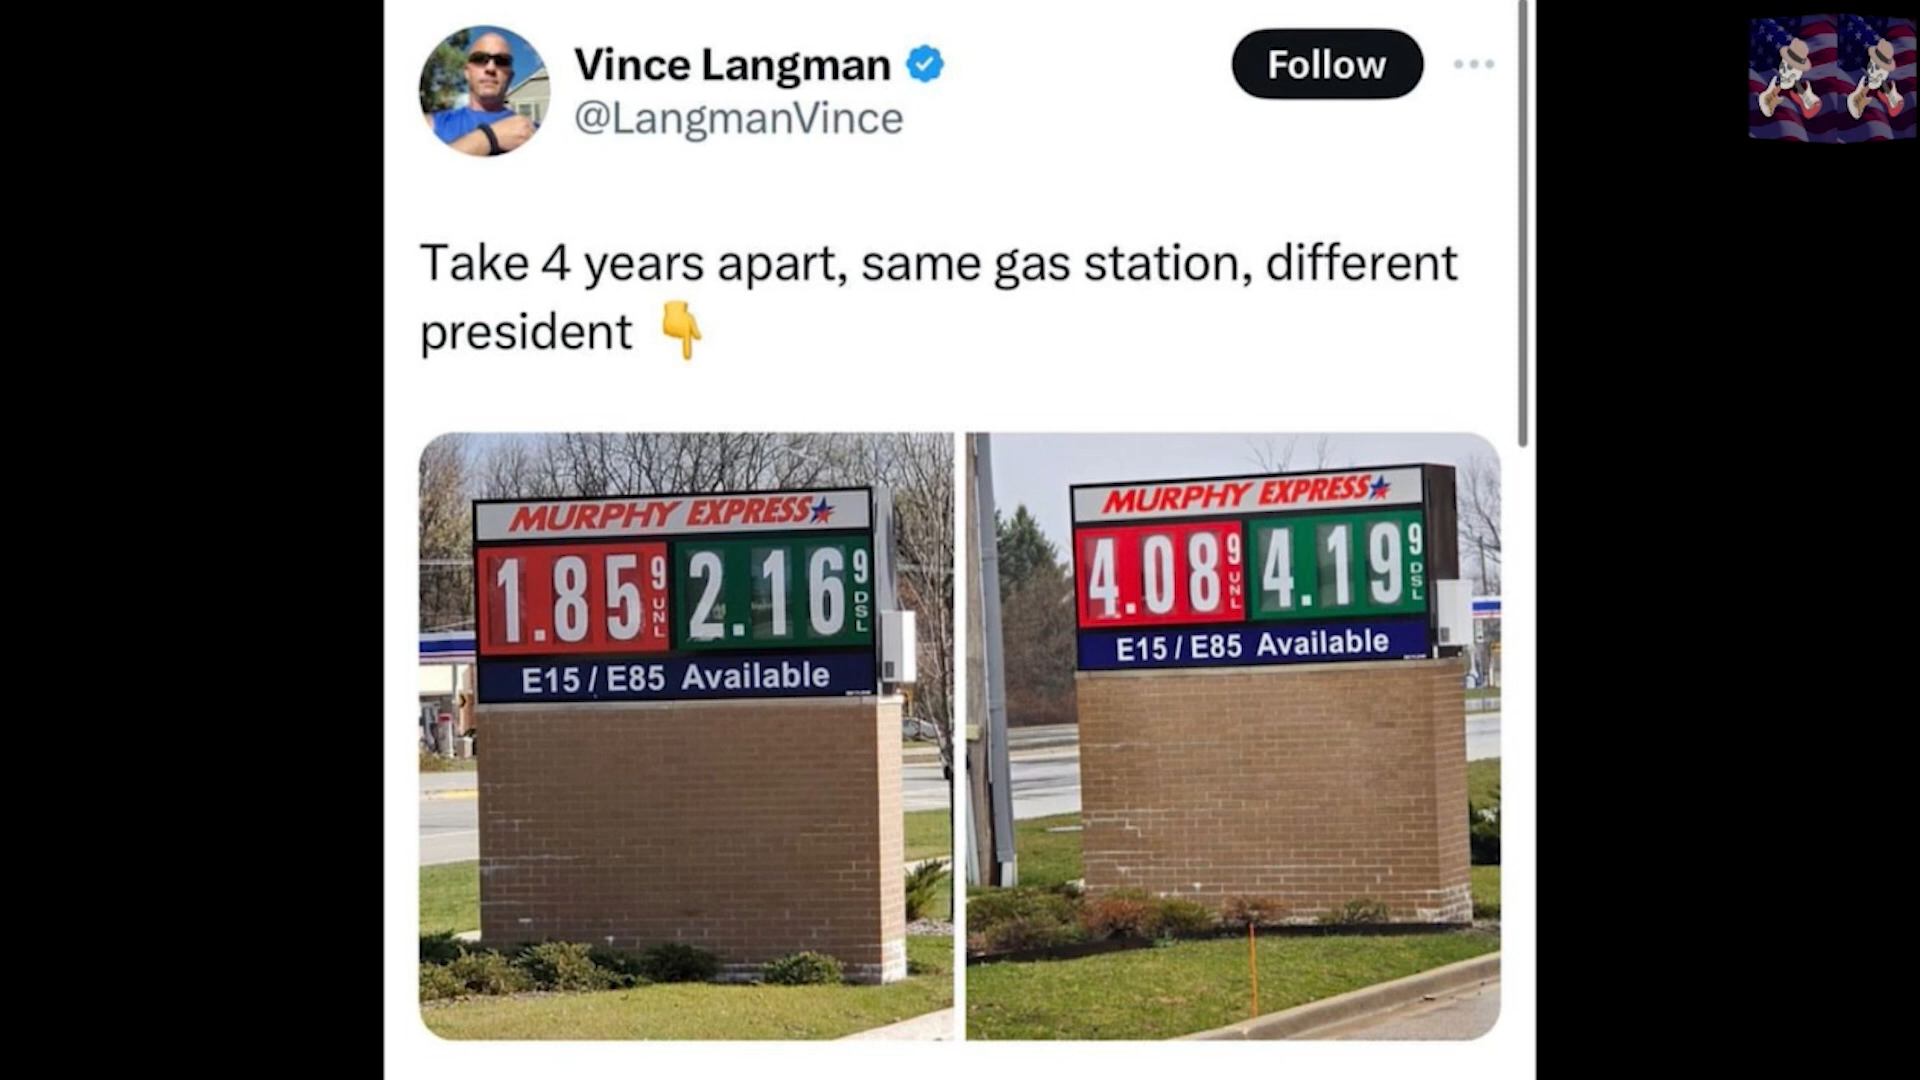 Vince Langman
@LangmanVince
Follow
Take 4 years apart, same gas station, different
president
MURPHY EXPRESS
1.85 9 UNL 2.16 9 DSL
E15 / E85 Available
MURPHY EXPRESS
4.08 9 UNL 4.19 9 DSL
E15 / E85 Available